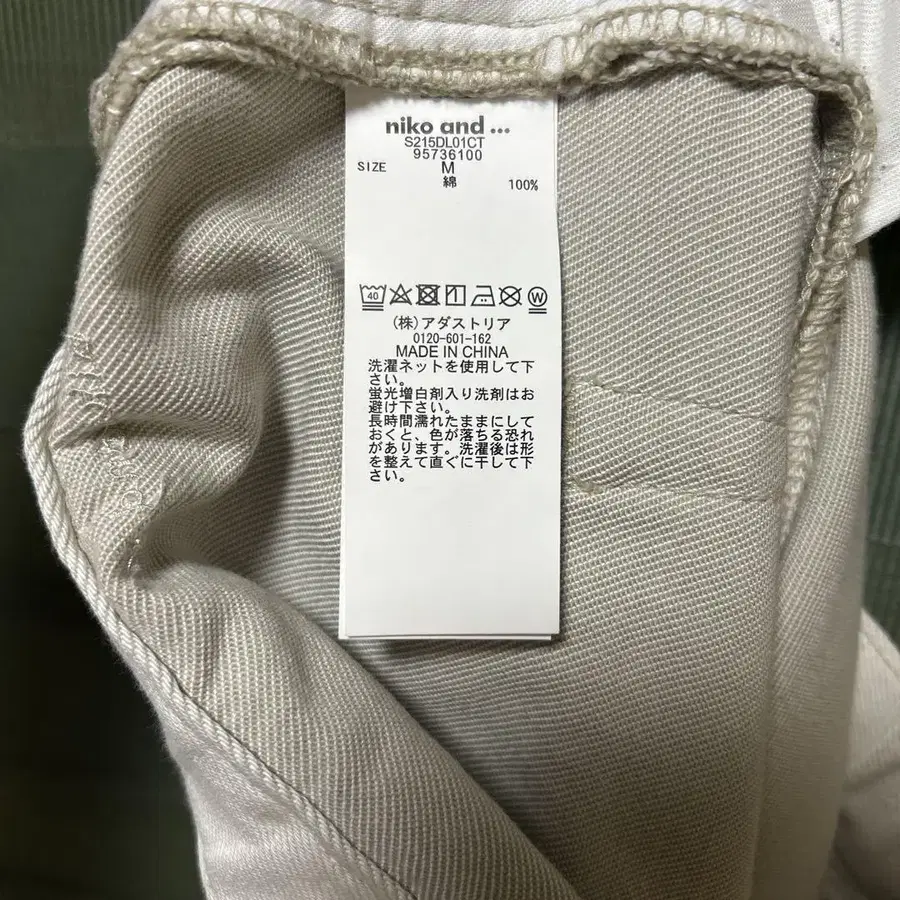 niko and ...
S215DL01CT
95736100
SIZE M
綿 100%
40 W
(株)アダストリア
0120-601-162
MADE IN CHINA
洗濯ネットを使用して下
さい。
蛍光増白剤入り洗剤はお
避け下さい。
長時間濡れたままにして
おくと、色が落ちる恐れ
があります。洗濯後は形
を整えて直ぐに干して下
さい。